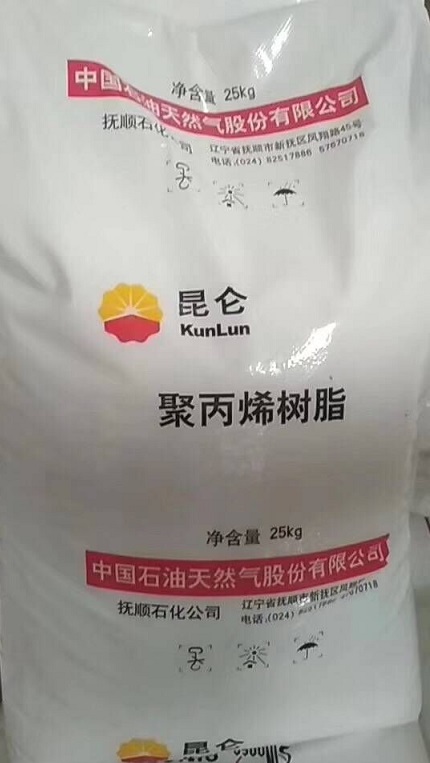 净含量 25kg
中国石油天然气股份有限公司
抚顺石化公司
辽宁省抚顺市新抚区凤翔路45号
电话:(024) 82517886 57670718
昆仑
KunLun
聚丙烯树脂
净含量 25kg
中国石油天然气股份有限公司
抚顺石化公司
辽宁省抚顺市新抚区凤翔
电话:(024)
昆仑